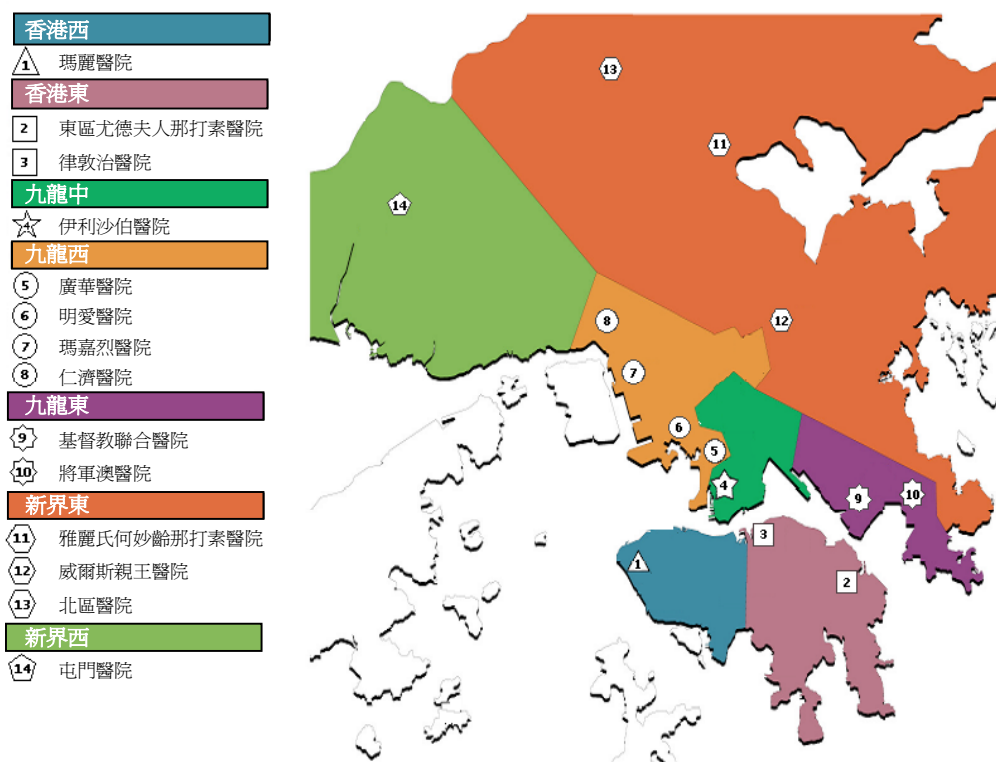 香港西
1 瑪麗醫院
香港東
2 東區尤德夫人那打素醫院
3 律敦治醫院
九龍中
4 伊利沙伯醫院
九龍西
5 廣華醫院
6 明愛醫院
7 瑪嘉烈醫院
8 仁濟醫院
九龍東
9 基督教聯合醫院
10 將軍澳醫院
新界東
11 雅麗氏何妙齡那打素醫院
12 威爾斯親王醫院
13 北區醫院
新界西
14 屯門醫院
13
11
14
12
8
7
6
5
4
9
10
3
1
2